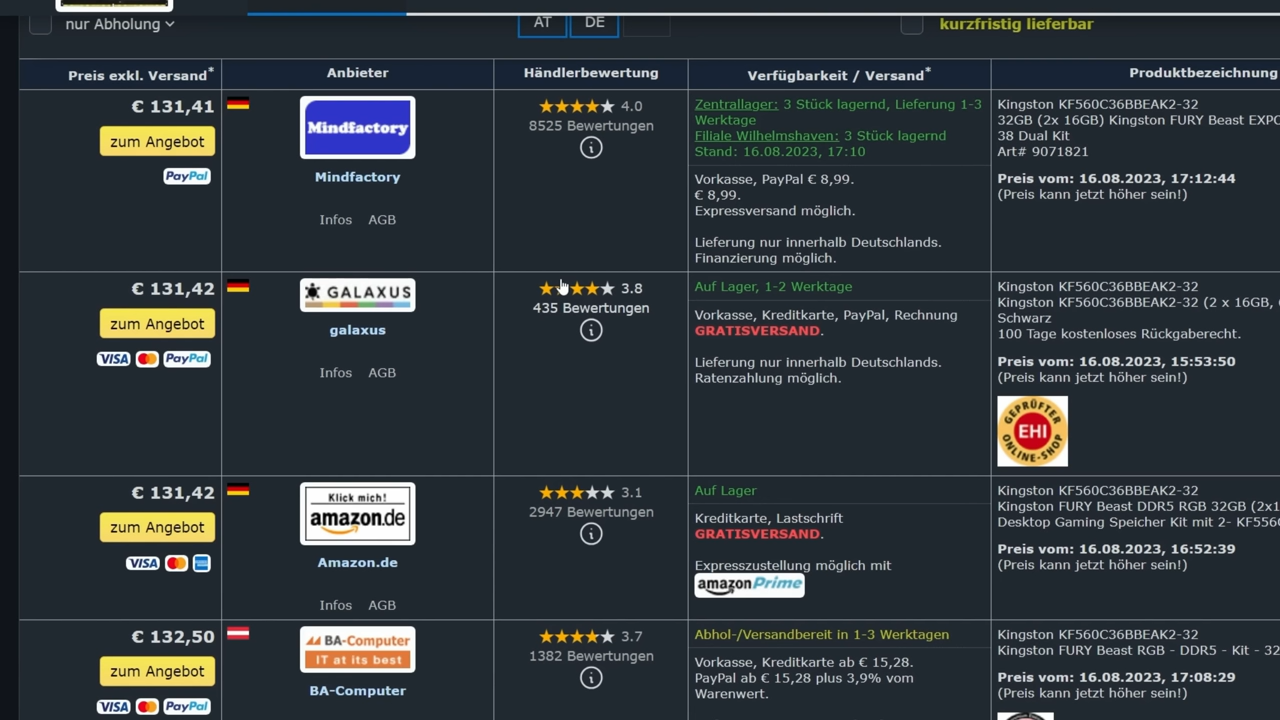 nur Abholung
AT
DE
kurzfristig lieferbar
Preis exkl. Versand*
Anbieter
Händlerbewertung
Verfügbarkeit / Versand*
Produktbezeichnung
€ 131,41
zum Angebot
PayPal
Mindfactory
Mindfactory
Infos AGB
4.0
8525 Bewertungen
Zentrallager: 3 Stück lagernd, Lieferung 1-3
Werktage
Filiale Wilhelmshaven: 3 Stück lagernd
Stand: 16.08.2023, 17:10
Vorkasse, PayPal € 8,99.
€ 8,99.
Expressversand möglich.
Lieferung nur innerhalb Deutschlands.
Finanzierung möglich.
Kingston KF560C36BBEAK2-32
32GB (2x 16GB) Kingston FURY Beast EXPO
38 Dual Kit
Art# 9071821
Preis vom: 16.08.2023, 17:12:44
(Preis kann jetzt höher sein!)
€ 131,42
zum Angebot
VISA PayPal
GALAXUS
galaxus
Infos AGB
3.8
435 Bewertungen
Auf Lager, 1-2 Werktage
Vorkasse, Kreditkarte, PayPal, Rechnung
GRATISVERSAND.
Lieferung nur innerhalb Deutschlands.
Ratenzahlung möglich.
Kingston KF560C36BBEAK2-32
Kingston KF560C36BBEAK2-32 (2 x 16GB,
Schwarz
100 Tage kostenloses Rückgaberecht.
Preis vom: 16.08.2023, 15:53:50
(Preis kann jetzt höher sein!)
GEPRÜFTER
EHI
ONLINE-SHOP
€ 131,42
zum Angebot
VISA
Klick mich!
amazon.de
Amazon.de
Infos AGB
3.1
2947 Bewertungen
Auf Lager
Kreditkarte, Lastschrift
GRATISVERSAND.
Expresszustellung möglich mit
amazonPrime
Kingston KF560C36BBEAK2-32
Kingston FURY Beast DDR5 RGB 32GB (2x1
Desktop Gaming Speicher Kit mit 2- KF556
Preis vom: 16.08.2023, 16:52:39
(Preis kann jetzt höher sein!)
€ 132,50
zum Angebot
VISA PayPal
BA-Computer
IT at its best
BA-Computer
3.7
1382 Bewertungen
Abhol-/Versandbereit in 1-3 Werktagen
Vorkasse, Kreditkarte ab € 15,28.
PayPal ab € 15,28 plus 3,9% vom
Warenwert.
Kingston KF560C36BBEAK2-32
Kingston FURY Beast RGB - DDR5 - Kit - 32
Preis vom: 16.08.2023, 17:08:29
(Preis kann jetzt höher sein!)